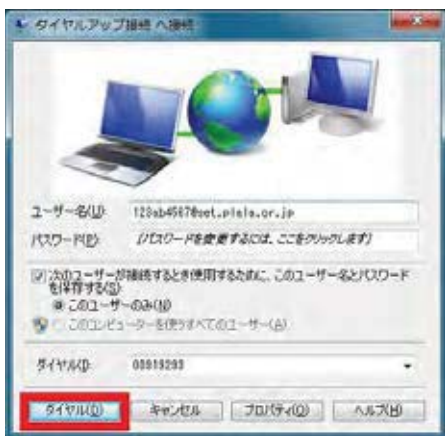 ダイヤルアップ接続 へ接続
ユーザー名(U):
123ab4567@set.plala.or.jp
パスワード(P):
[パスワードを変更するには、ここをクリックします]
次のユーザーが接続するとき使用するために、このユーザー名とパスワード
を保存する(S)
このユーザーのみ(N)
このコンピューターを使うすべてのユーザー(A)
ダイヤル(I):
00919293
ダイヤル(D)
キャンセル
プロパティ(O)
ヘルプ(H)